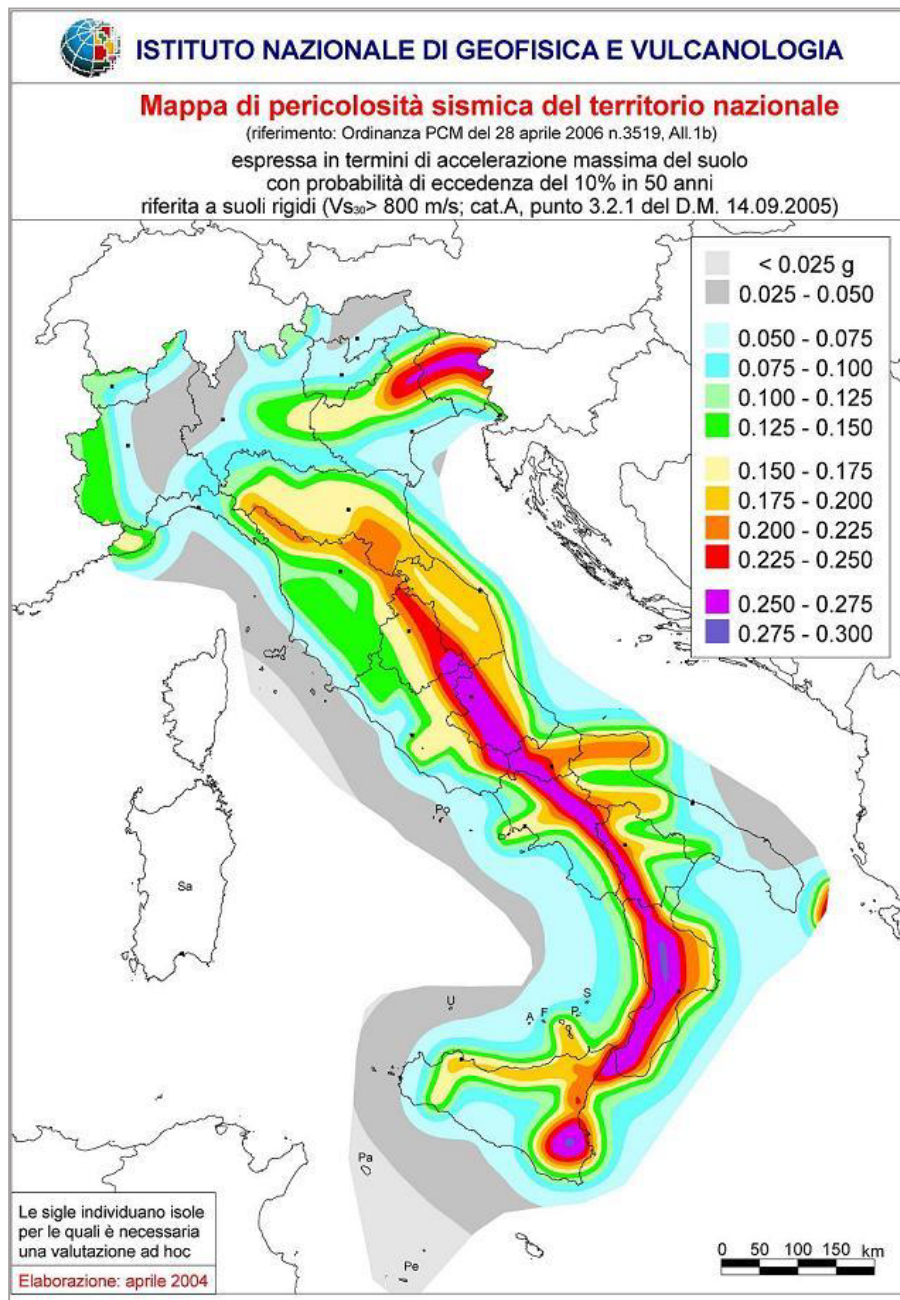 ISTITUTO NAZIONALE DI GEOFISICA E VULCANOLOGIA
Mappa di pericolosità sismica del territorio nazionale
(riferimento: Ordinanza PCM del 28 aprile 2006 n.3519, All.1b)
espressa in termini di accelerazione massima del suolo
con probabilità di eccedenza del 10% in 50 anni
riferita a suoli rigidi (Vs30> 800 m/s; cat.A, punto 3.2.1 del D.M. 14.09.2005)
< 0.025 g
0.025 - 0.050
0.050 - 0.075
0.075 - 0.100
0.100 - 0.125
0.125 - 0.150
0.150 - 0.175
0.175 - 0.200
0.200 - 0.225
0.225 - 0.250
0.250 - 0.275
0.275 - 0.300
Po
Sa
U
A
F
P
S
Pa
Pe
Le sigle individuano isole
per le quali è necessaria
una valutazione ad hoc
Elaborazione: aprile 2004
0 50 100 150 km